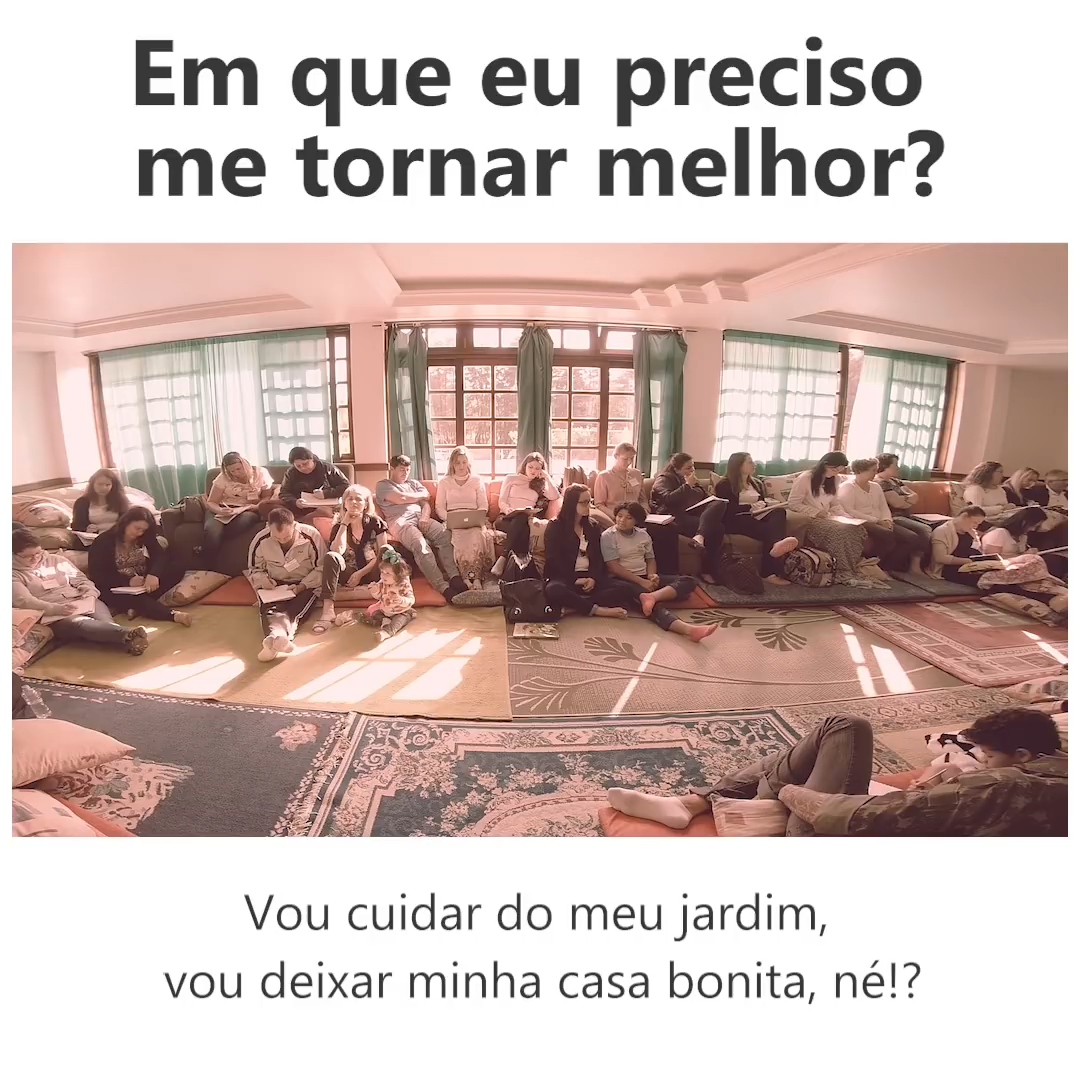 Em que eu preciso
me tornar melhor?
Vou cuidar do meu jardim,
vou deixar minha casa bonita, né!?